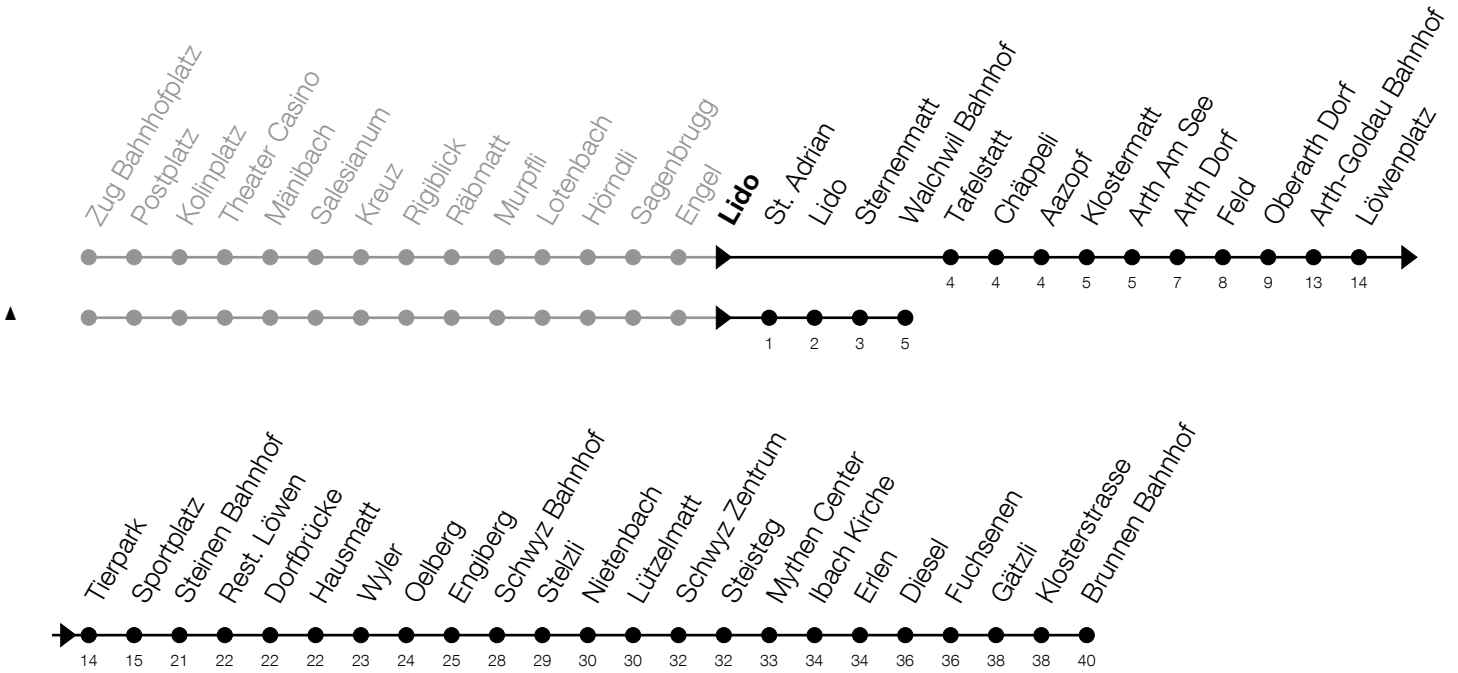 Zug Bahnhofplatz
Postplatz
Kolinplatz
Theater Casino
Mänibach
Salesianum
Kreuz
Rigiblick
Räbmatt
Murpfli
Lotenbach
Hörndli
Sagenbrugg
Engel
Lido
St. Adrian
Lido
Sternenmatt
Walchwil Bahnhof
Tafelstatt
Chäppeli
Aazopf
Klostermatt
Arth Am See
Arth Dorf
Feld
Oberarth Dorf
Arth-Goldau Bahnhof
Löwenplatz
4 4 4 5 5 7 8 9 13 14
1 2 3 5
Tierpark
Sportplatz
Steinen Bahnhof
Rest. Löwen
Dorfbrücke
Hausmatt
Wyler
Oelberg
Engiberg
Schwyz Bahnhof
Stelzli
Nietenbach
Lützelmatt
Schwyz Zentrum
Steisteg
Mythen Center
Ibach Kirche
Erlen
Diesel
Fuchsenen
Gätzli
Klosterstrasse
Brunnen Bahnhof
14 15 21 22 22 22 23 24 25 28 29 30 30 32 32 33 34 34 36 36 38 38 40